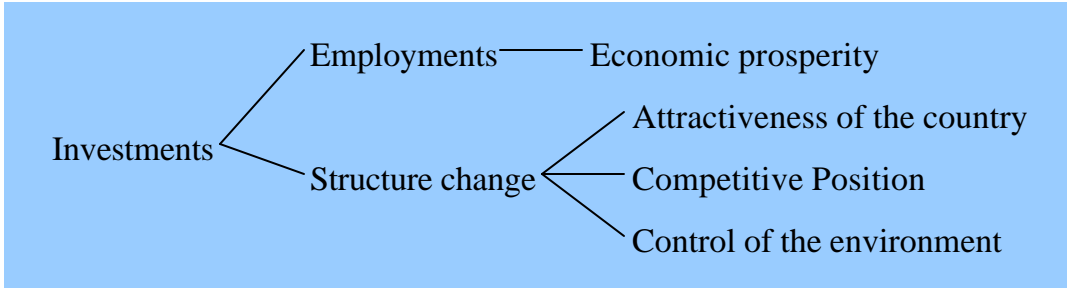 Employments
Economic prosperity
Attractiveness of the country
Investments
Structure change
Competitive Position
Control of the environment